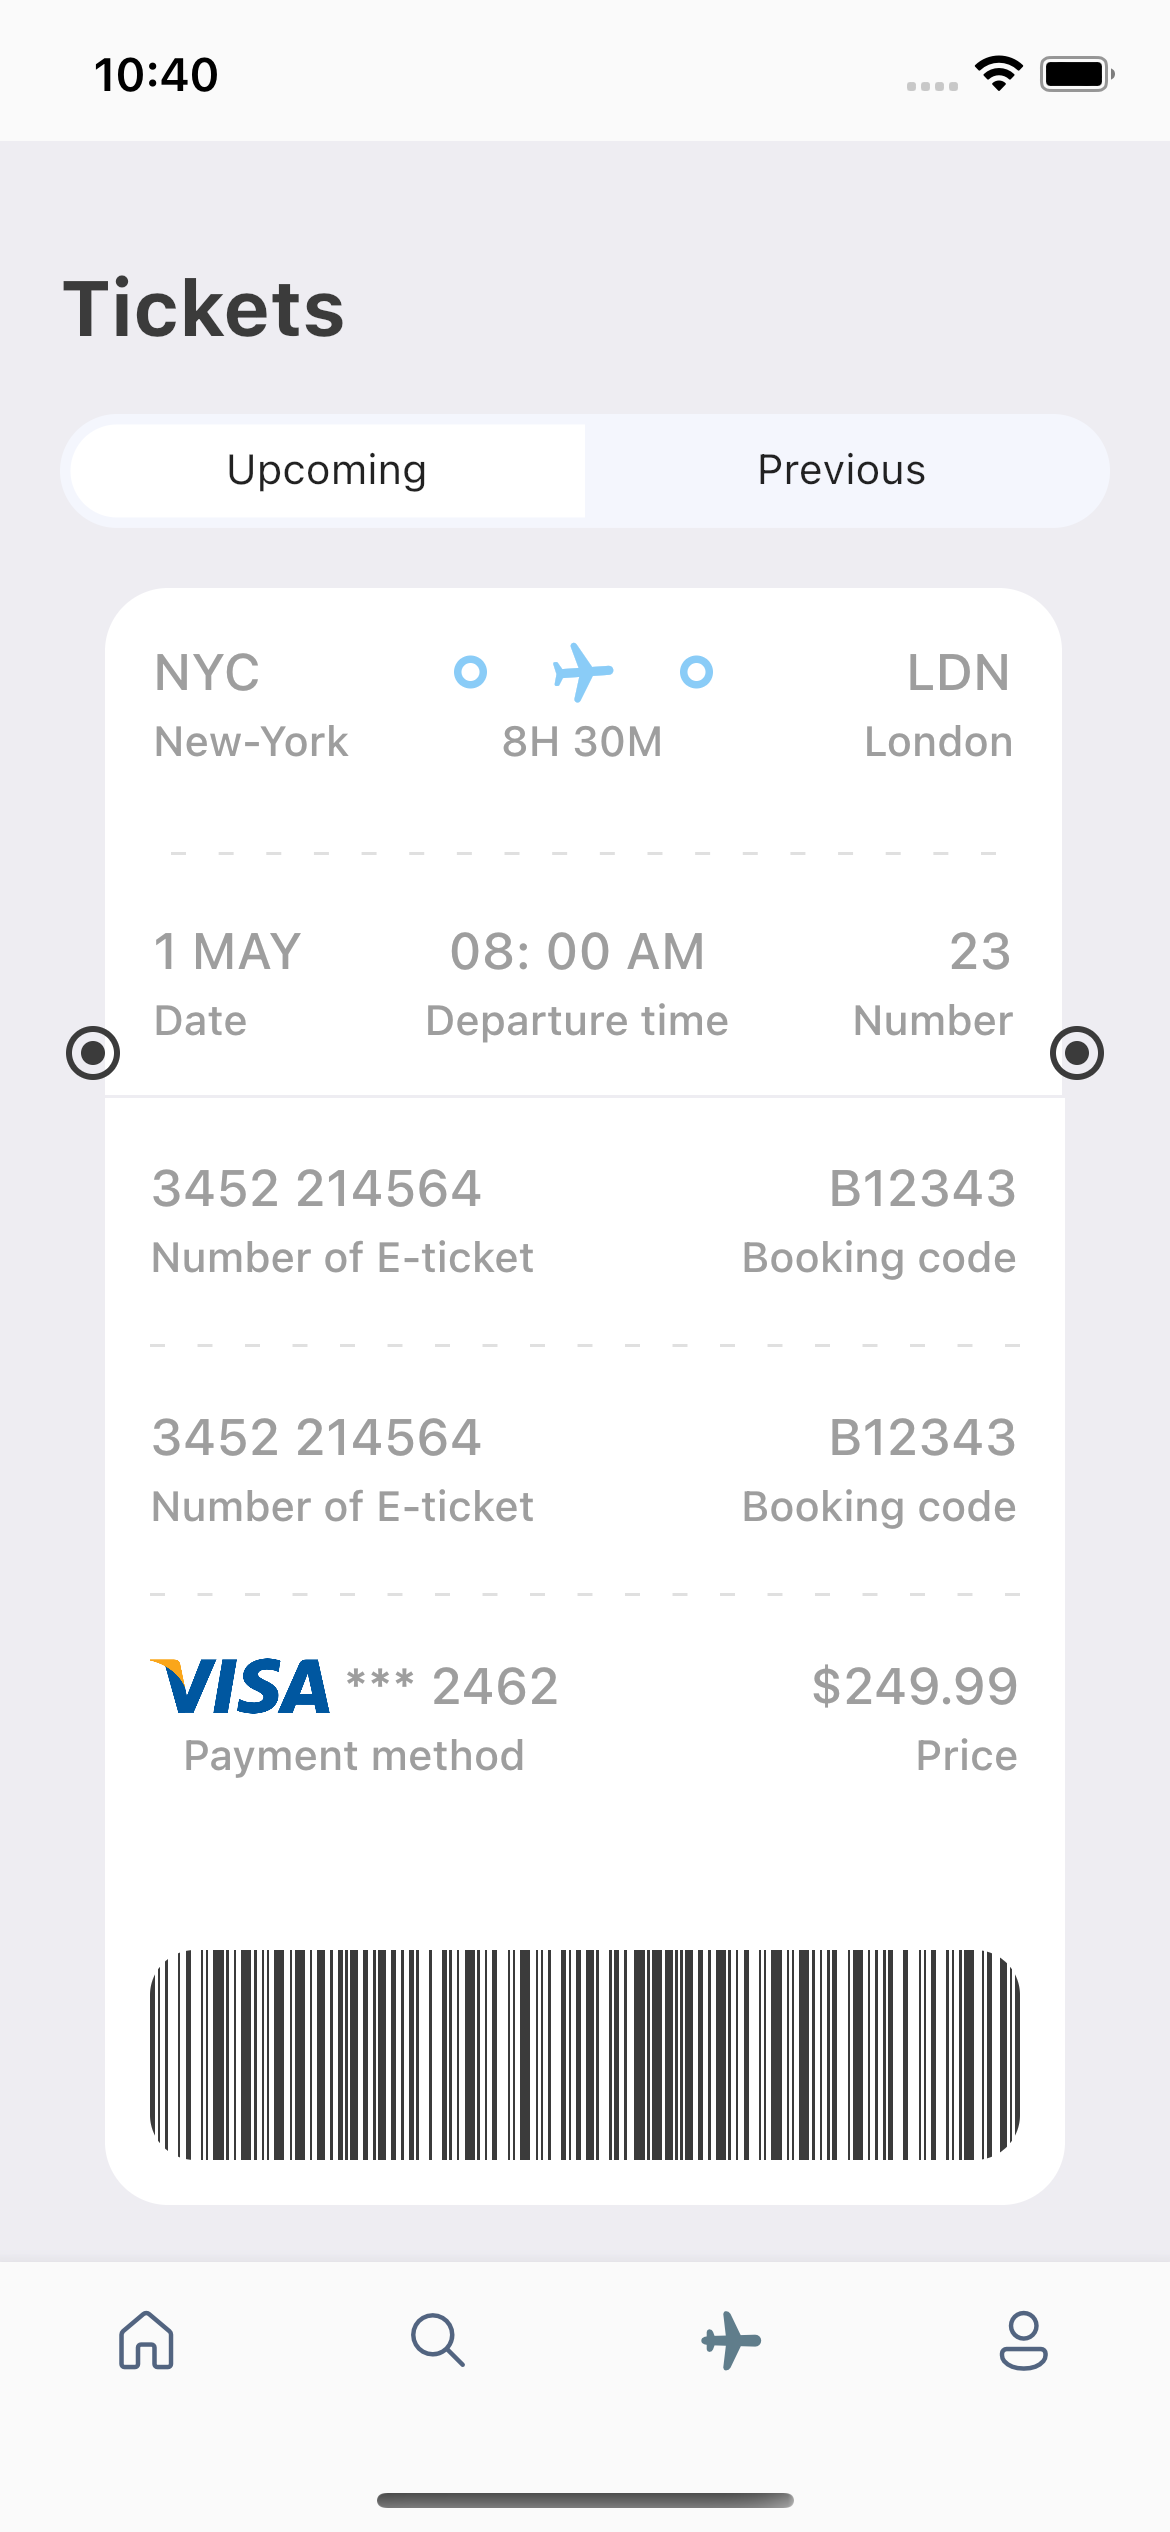 10:40
Tickets
Upcoming Previous
NYC LDN
New-York 8H 30M London
1 MAY 08: 00 AM 23
Date Departure time Number
3452 214564 B12343
Number of E-ticket Booking code
3452 214564 B12343
Number of E-ticket Booking code
VISA *** 2462 $249.99
Payment method Price